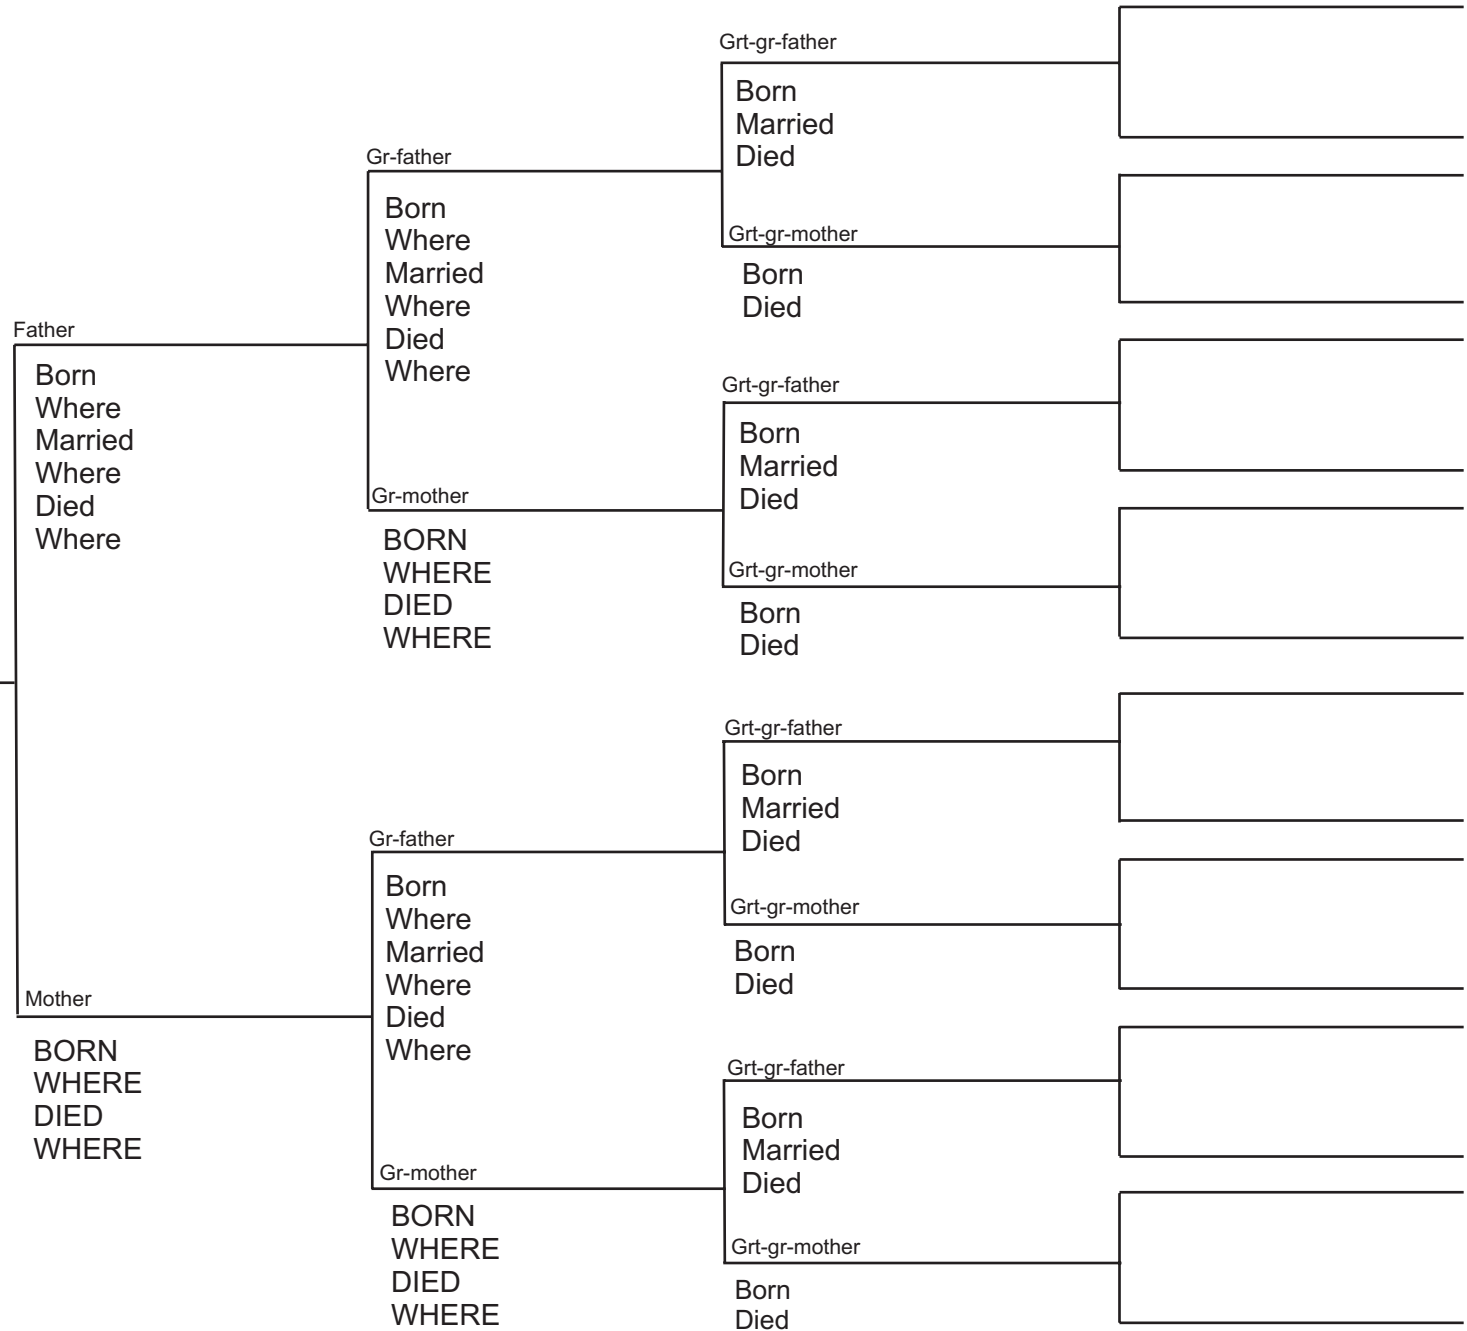 Grt-gr-father
Born
Married
Died
Gr-father
Born
Where
Married
Where
Died
Where
Grt-gr-mother
Born
Died
Father
Born
Where
Married
Where
Died
Where
Grt-gr-father
Born
Married
Died
Gr-mother
BORN
WHERE
DIED
WHERE
Grt-gr-mother
Born
Died
Grt-gr-father
Born
Married
Died
Gr-father
Born
Where
Married
Where
Died
Where
Grt-gr-mother
Born
Died
Mother
BORN
WHERE
DIED
WHERE
Grt-gr-father
Born
Married
Died
Gr-mother
BORN
WHERE
DIED
WHERE
Grt-gr-mother
Born
Died